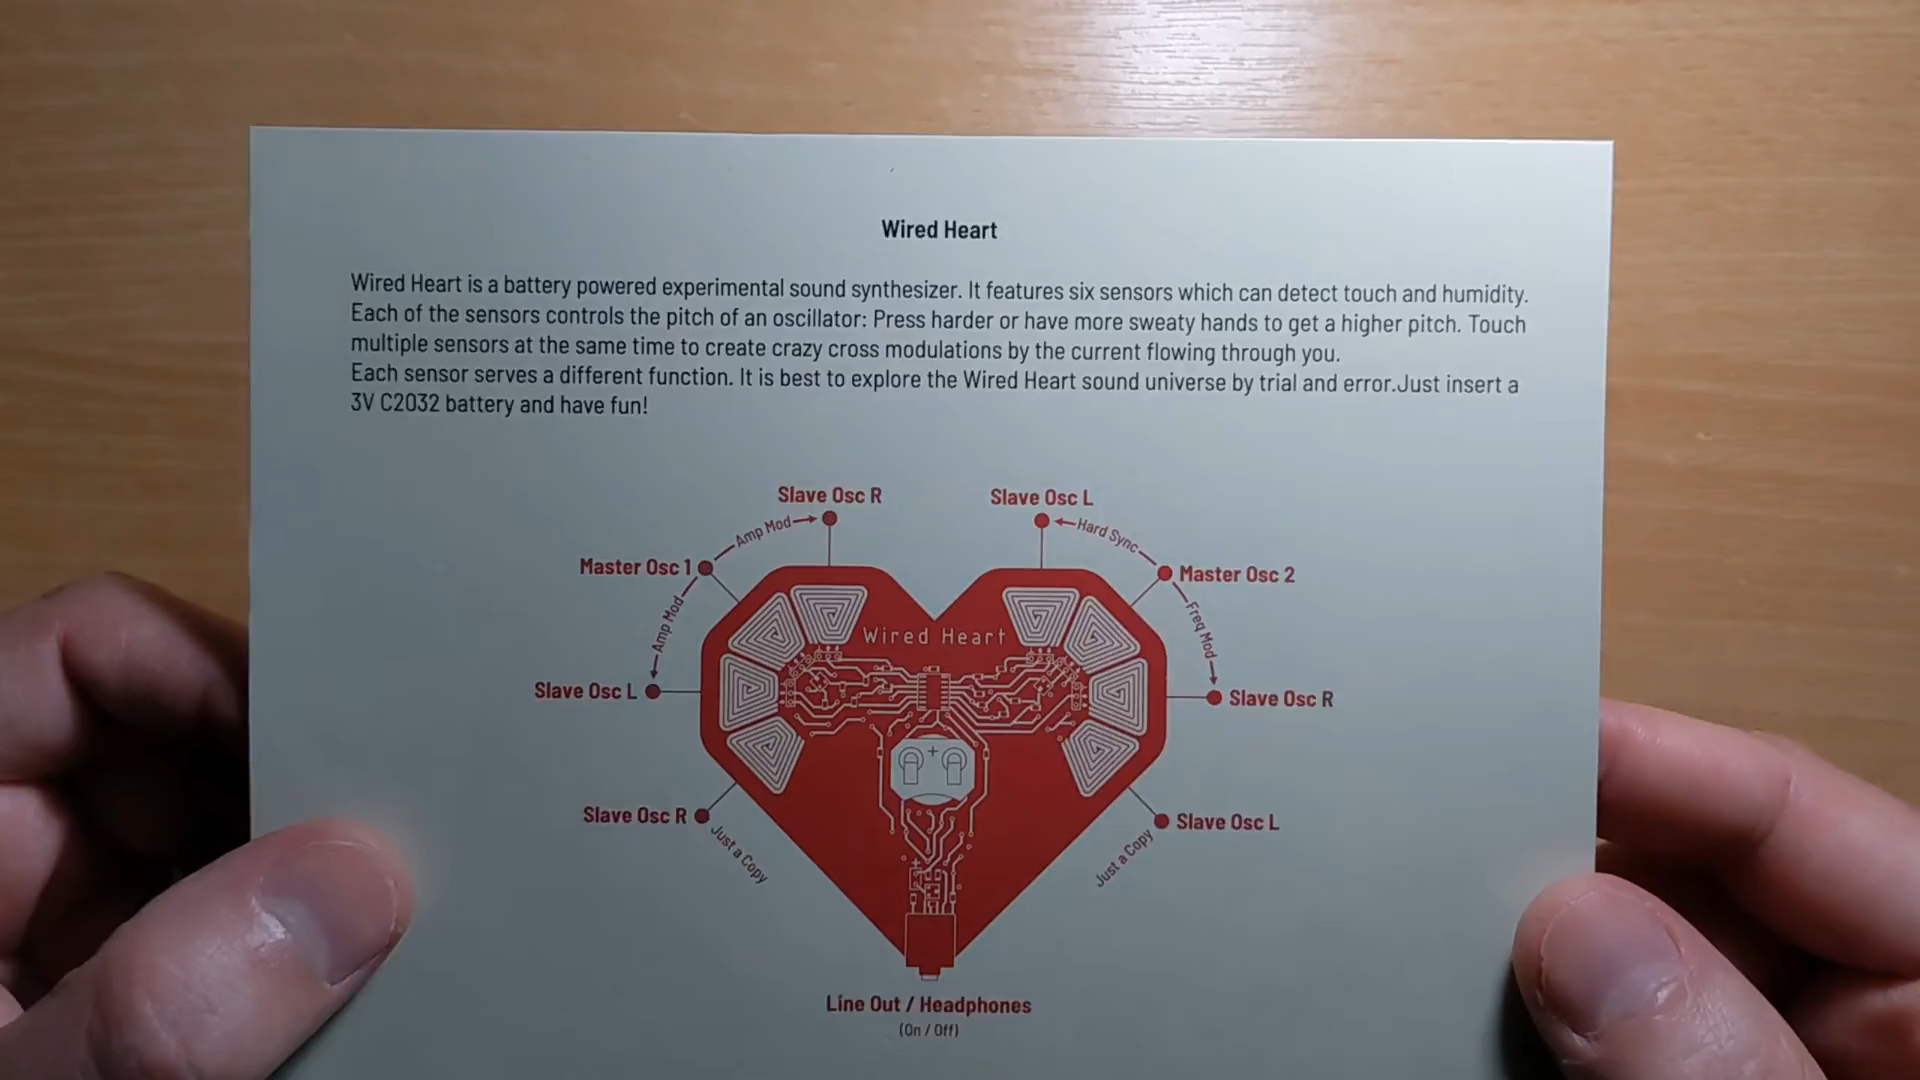 Wired Heart
Wired Heart is a battery powered experimental sound synthesizer. It features six sensors which can detect touch and humidity.
Each of the sensors controls the pitch of an oscillator: Press harder or have more sweaty hands to get a higher pitch. Touch
multiple sensors at the same time to create crazy cross modulations by the current flowing through you.
Each sensor serves a different function. It is best to explore the Wired Heart sound universe by trial and error.Just insert a
3V C2032 battery and have fun!
Slave Osc R
Slave Osc L
Amp Mod
Hard Sync
Master Osc 1
Master Osc 2
Amp Mod
Freq Mod
Wired Heart
Slave Osc L
Slave Osc R
+
Slave Osc R
Slave Osc L
Just a Copy
Just a Copy
+
Line Out / Headphones
(On / Off)